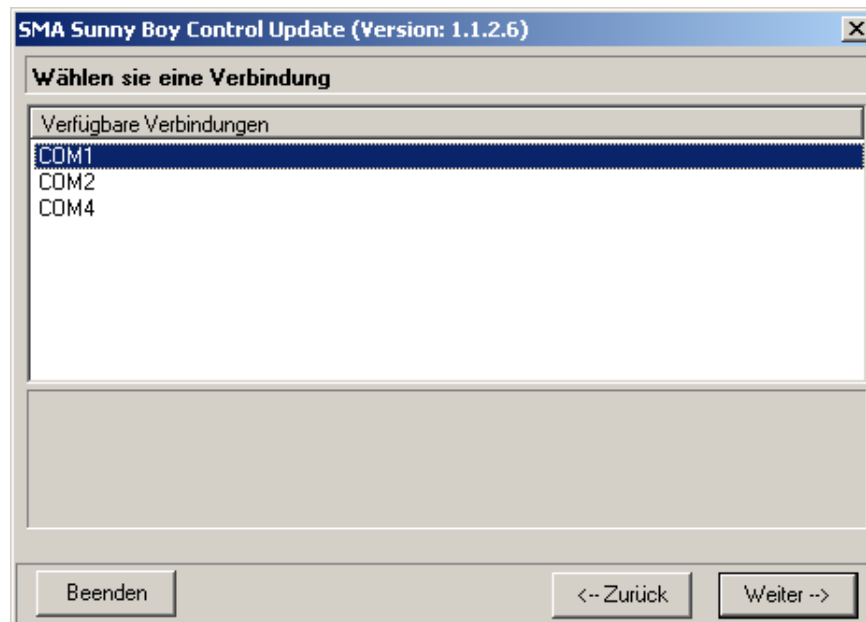 SMA Sunny Boy Control Update (Version: 1.1.2.6)
Wählen sie eine Verbindung
Verfügbare Verbindungen
COM1
COM2
COM4
Beenden
<-- Zurück
Weiter -->